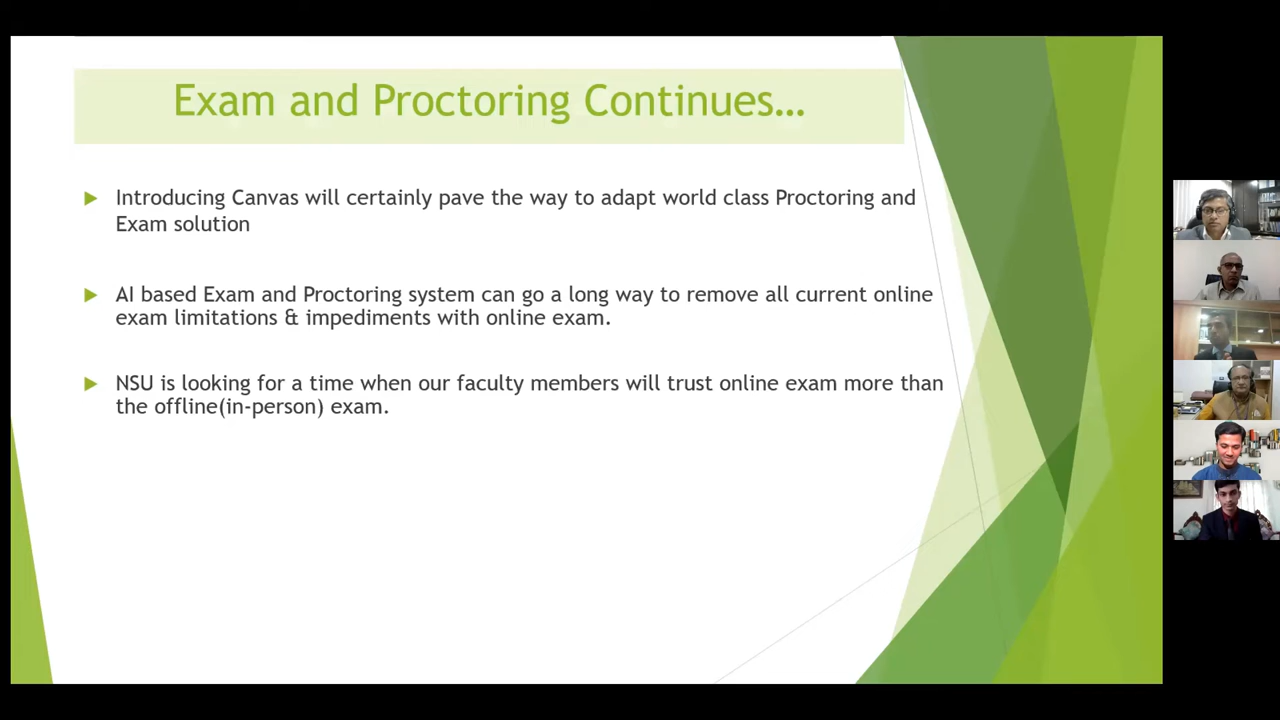 Exam and Proctoring Continues...
Introducing Canvas will certainly pave the way to adapt world class Proctoring and
Exam solution
AI based Exam and Proctoring system can go a long way to remove all current online
exam limitations & impediments with online exam.
NSU is looking for a time when our faculty members will trust online exam more than
the offline(in-person) exam.